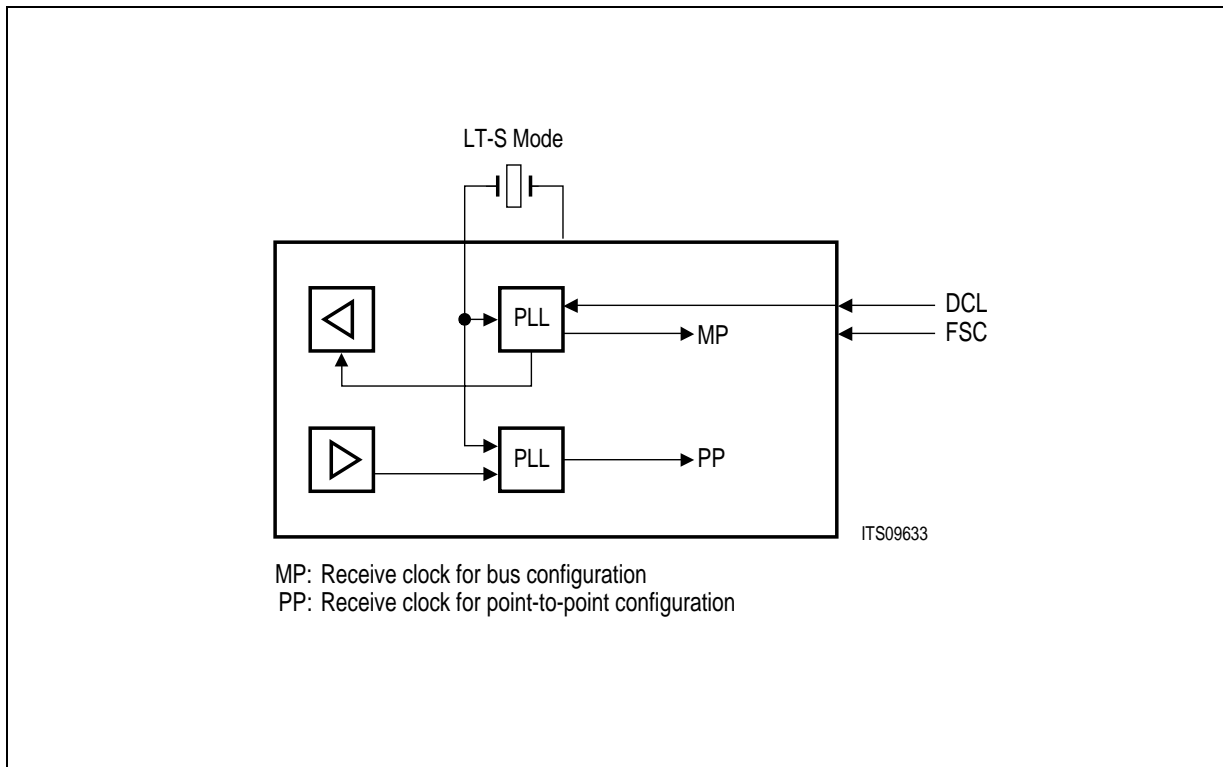 LT-S Mode
PLL
DCL
MP
FSC
PLL
PP
ITS09633
MP: Receive clock for bus configuration
PP: Receive clock for point-to-point configuration